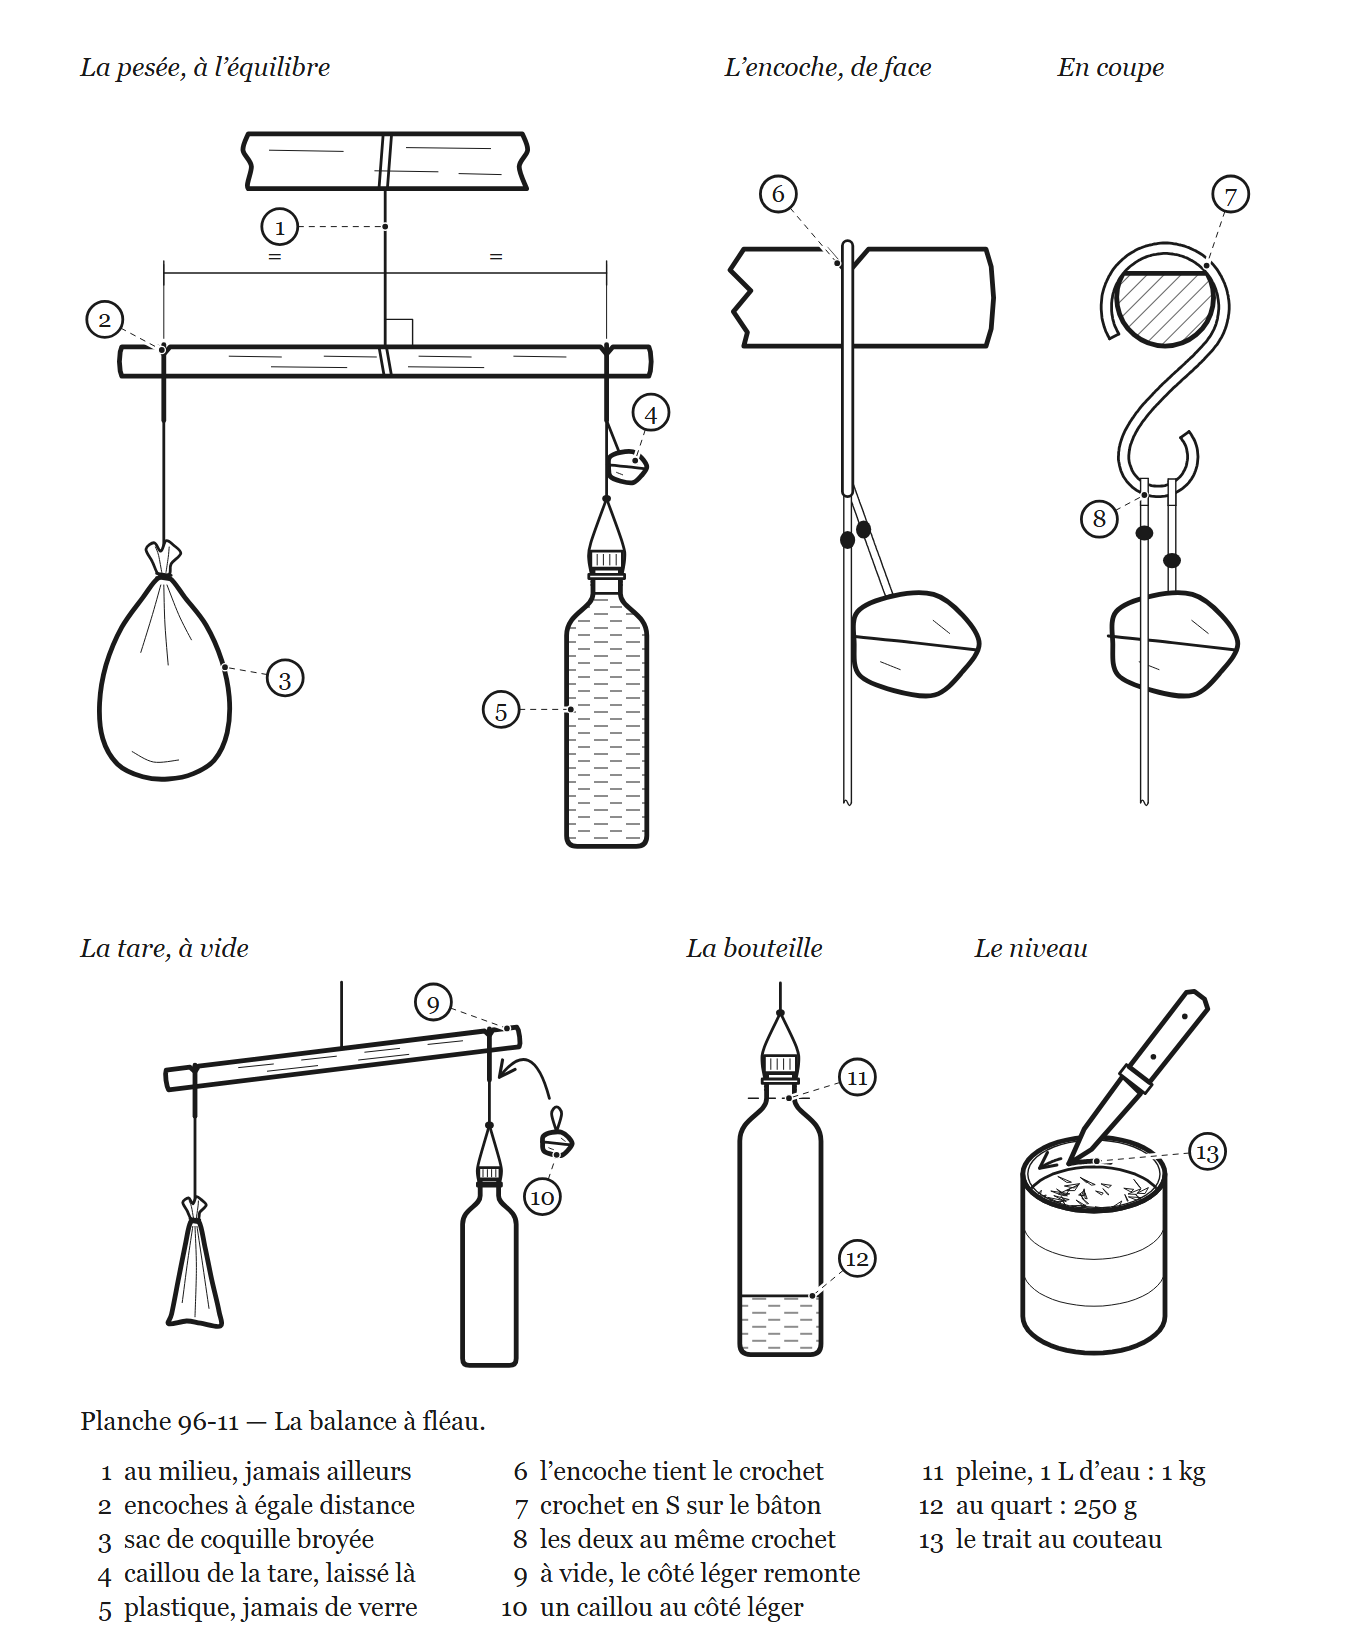 La pesée, à l’équilibre
L’encoche, de face
En coupe
1
=
=
2
3
4
5
6
7
8
La tare, à vide
La bouteille
Le niveau
9
10
11
12
13
Planche 96-11 — La balance à fléau.
1 au milieu, jamais ailleurs
2 encoches à égale distance
3 sac de coquille broyée
4 caillou de la tare, laissé là
5 plastique, jamais de verre
6 l’encoche tient le crochet
7 crochet en S sur le bâton
8 les deux au même crochet
9 à vide, le côté léger remonte
10 un caillou au côté léger
11 pleine, 1 L d’eau : 1 kg
12 au quart : 250 g
13 le trait au couteau